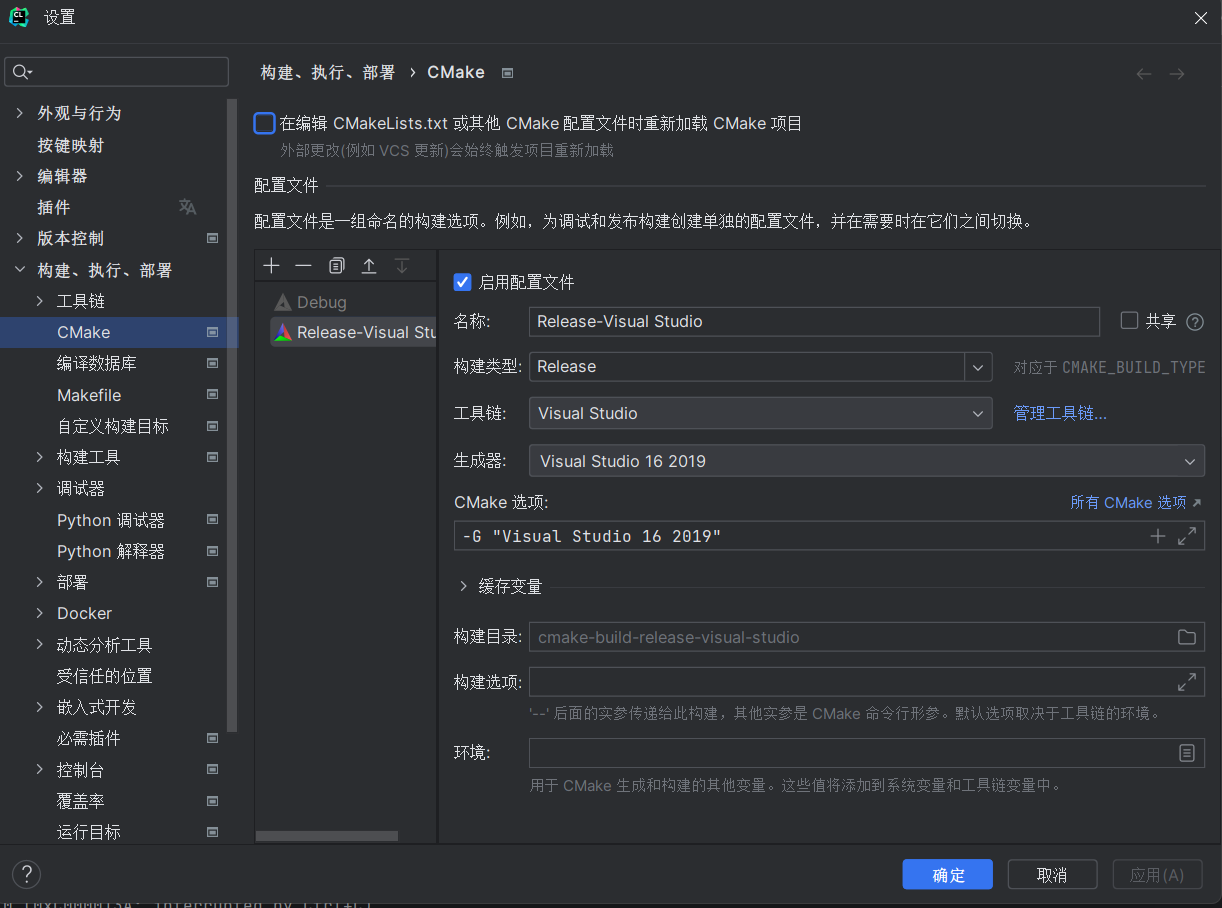 CL
设置
构建、执行、部署 › CMake
外观与行为
按键映射
编辑器
插件
版本控制
构建、执行、部署
工具链
CMake
编译数据库
Makefile
自定义构建目标
构建工具
调试器
Python 调试器
Python 解释器
部署
Docker
动态分析工具
受信任的位置
嵌入式开发
必需插件
控制台
覆盖率
运行目标
在编辑 CMakeLists.txt 或其他 CMake 配置文件时重新加载 CMake 项目
外部更改(例如 VCS 更新)会始终触发项目重新加载
配置文件
配置文件是一组命名的构建选项。例如，为调试和发布构建创建单独的配置文件，并在需要时在它们之间切换。
Debug
Release-Visual Stu
启用配置文件
名称: Release-Visual Studio 共享 ?
构建类型: Release 对应于 CMAKE_BUILD_TYPE
工具链: Visual Studio 管理工具链...
生成器: Visual Studio 16 2019
CMake 选项: 所有 CMake 选项 ↗
-G "Visual Studio 16 2019"
缓存变量
构建目录: cmake-build-release-visual-studio
构建选项:
'--' 后面的实参传递给此构建，其他实参是 CMake 命令行形参。默认选项取决于工具链的环境。
环境:
用于 CMake 生成和构建的其他变量。这些值将添加到系统变量和工具链变量中。
? 确定 取消 应用(A)